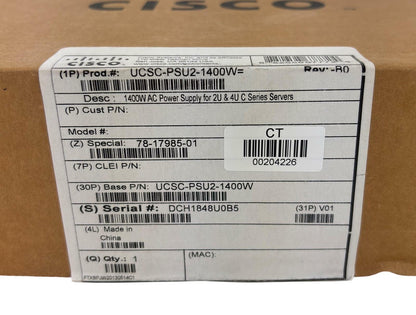 CISCO
(1P) Prod.#: UCSC-PSU2-1400W= Rev: -B0
Desc : 1400W AC Power Supply for 2U & 4U C Series Servers
(P) Cust P/N:
Model #:
CT
00204226
(Z) Special: 78-17985-01
(7P) CLEI P/N:
(30P) Base P/N: UCSC-PSU2-1400W
(S) Serial #: DCH1848U0B5 (31P) V01
(4L) Made in
China
(Q) Qty.: 1 (MAC):